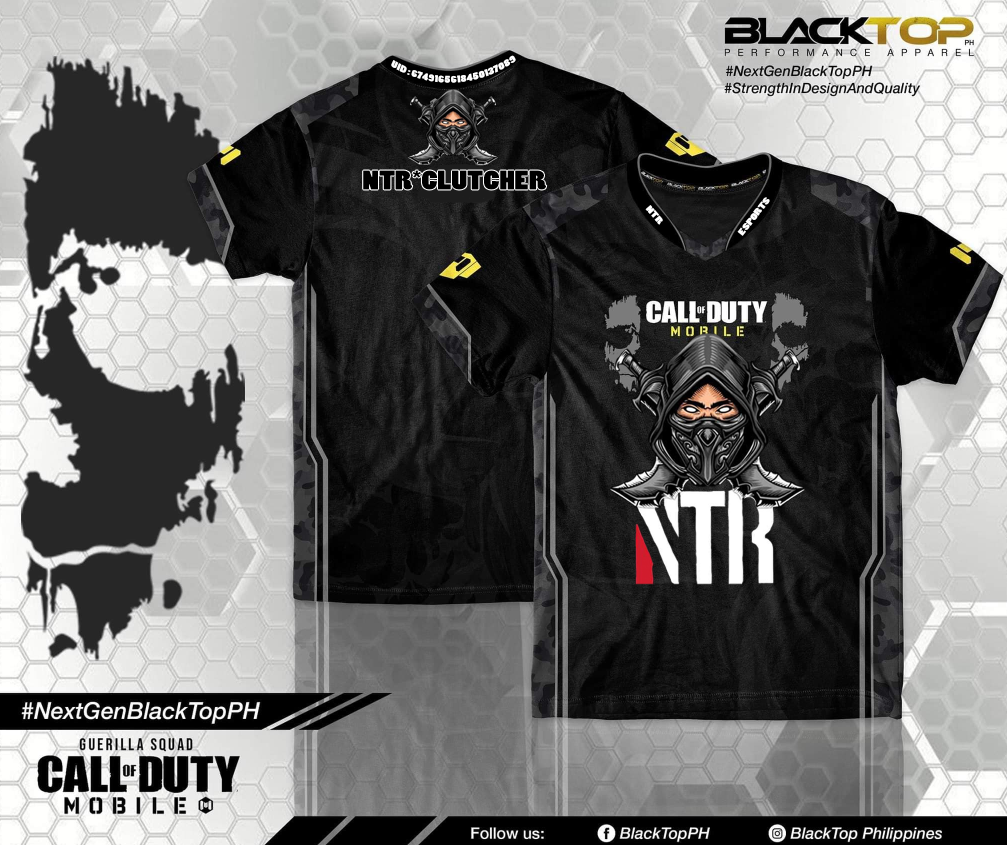 BLACKTOP PH
PERFORMANCE APPAREL
#NextGenBlackTopPH
#StrengthInDesignAndQuality
NTR*CLUTCHER
NTR
ESPORTS
CALL OF DUTY
MOBILE
NTR
#NextGenBlackTopPH
GUERILLA SQUAD
CALL OF DUTY
MOBILE
Follow us:
BlackTopPH
BlackTop Philippines